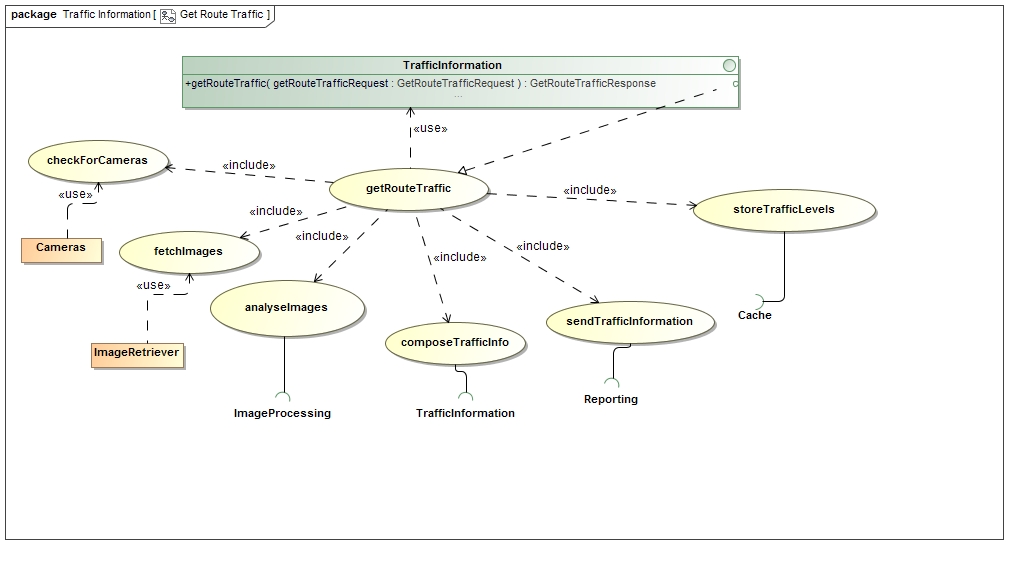 package Traffic Information [ Get Route Traffic ]
TrafficInformation
+getRouteTraffic( getRouteTrafficRequest : GetRouteTrafficRequest ) : GetRouteTrafficResponse
...
«use»
checkForCameras
«include»
getRouteTraffic
«include»
storeTrafficLevels
«use»
«include»
«include»
«include»
«include»
Cameras
fetchImages
«use»
analyseImages
composeTrafficInfo
sendTrafficInformation
Cache
ImageRetriever
ImageProcessing
TrafficInformation
Reporting